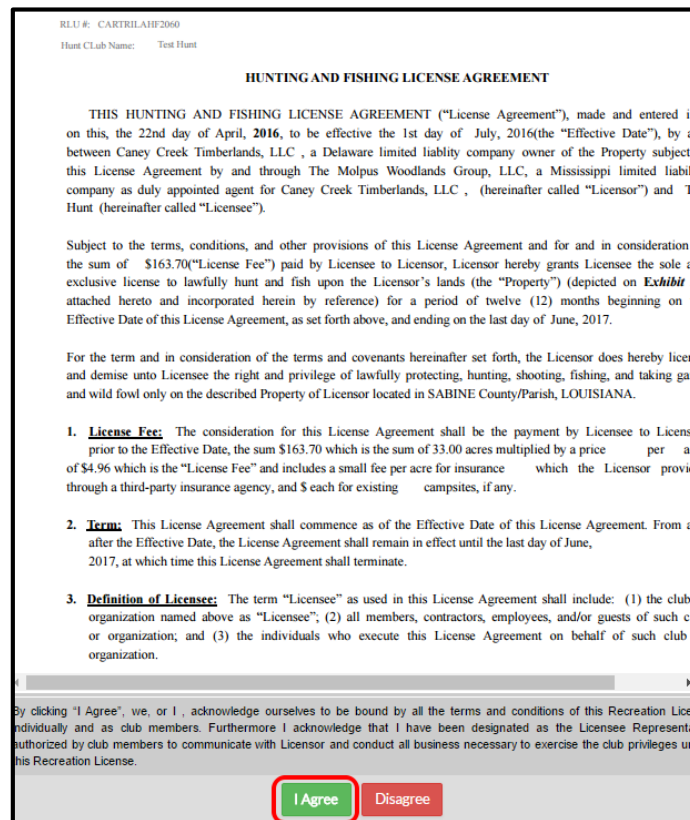 RLU #: CARTRILAHF2060
Hunt CLub Name: Test Hunt
HUNTING AND FISHING LICENSE AGREEMENT
THIS HUNTING AND FISHING LICENSE AGREEMENT (“License Agreement”), made and entered i
on this, the 22nd day of April, 2016, to be effective the 1st day of July, 2016(the “Effective Date”), by a
between Caney Creek Timberlands, LLC , a Delaware limited liablity company owner of the Property subject
this License Agreement by and through The Molpus Woodlands Group, LLC, a Mississippi limited liabil
company as duly appointed agent for Caney Creek Timberlands, LLC , (hereinafter called “Licensor”) and T
Hunt (hereinafter called “Licensee”).
Subject to the terms, conditions, and other provisions of this License Agreement and for and in consideration
the sum of $163.70(“License Fee”) paid by Licensee to Licensor, Licensor hereby grants Licensee the sole a
exclusive license to lawfully hunt and fish upon the Licensor’s lands (the “Property”) (depicted on Exhibit
attached hereto and incorporated herein by reference) for a period of twelve (12) months beginning on
Effective Date of this License Agreement, as set forth above, and ending on the last day of June, 2017.
For the term and in consideration of the terms and covenants hereinafter set forth, the Licensor does hereby licen
and demise unto Licensee the right and privilege of lawfully protecting, hunting, shooting, fishing, and taking ga
and wild fowl only on the described Property of Licensor located in SABINE County/Parish, LOUISIANA.
1. License Fee: The consideration for this License Agreement shall be the payment by Licensee to Licens
prior to the Effective Date, the sum $163.70 which is the sum of 33.00 acres multiplied by a price per a
of $4.96 which is the “License Fee” and includes a small fee per acre for insurance which the Licensor provi
through a third-party insurance agency, and $ each for existing campsites, if any.
2. Term: This License Agreement shall commence as of the Effective Date of this License Agreement. From a
after the Effective Date, the License Agreement shall remain in effect until the last day of June,
2017, at which time this License Agreement shall terminate.
3. Definition of Licensee: The term “Licensee” as used in this License Agreement shall include: (1) the club
organization named above as “Licensee”; (2) all members, contractors, employees, and/or guests of such c
or organization; and (3) the individuals who execute this License Agreement on behalf of such club
organization.
By clicking "I Agree", we, or I , acknowledge ourselves to be bound by all the terms and conditions of this Recreation Lice
individually and as club members. Furthermore I acknowledge that I have been designated as the Licensee Representa
authorized by club members to communicate with Licensor and conduct all business necessary to exercise the club privileges u
this Recreation License.
I Agree Disagree